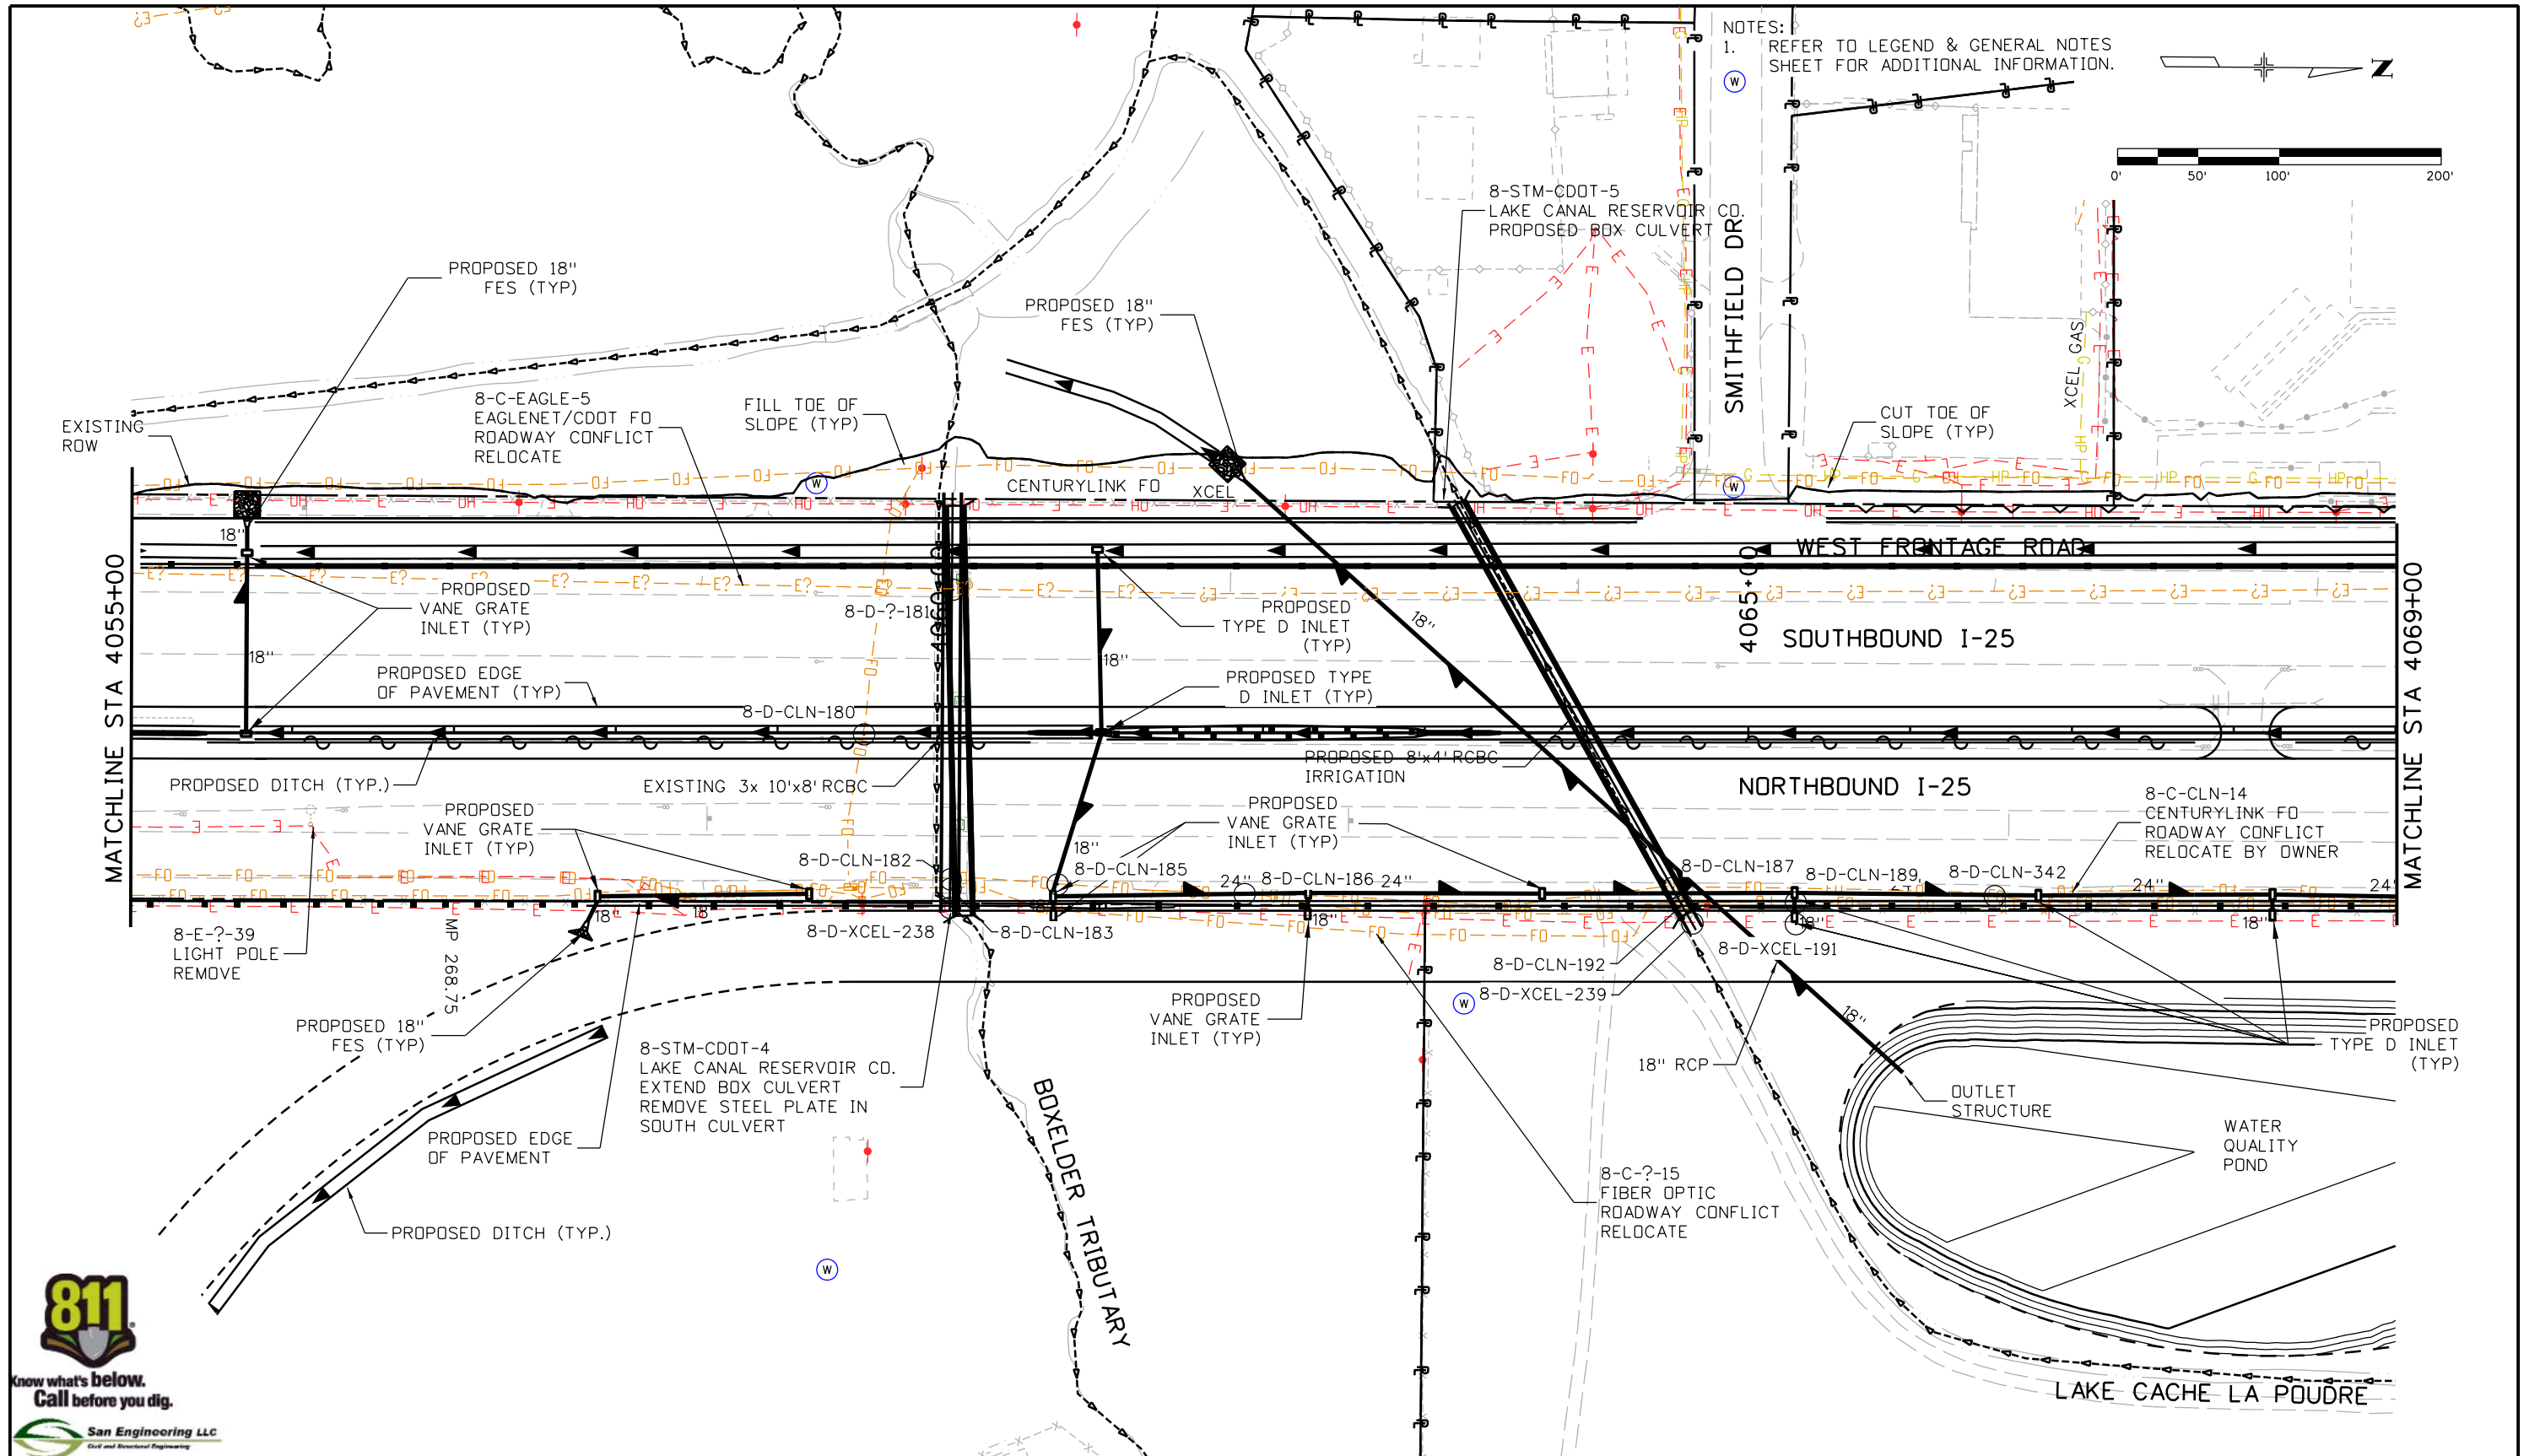 NOTES:
1. REFER TO LEGEND & GENERAL NOTES
SHEET FOR ADDITIONAL INFORMATION.
W
N
0' 50' 100' 200'
8-STM-CDOT-5
LAKE CANAL RESERVOIR CO.
PROPOSED BOX CULVERT
SMITHFIELD DR
PROPOSED 18"
FES (TYP)
PROPOSED 18"
FES (TYP)
XCEL GAS
EXISTING
ROW
8-C-EAGLE-5
EAGLENET/CDOT FO
ROADWAY CONFLICT
RELOCATE
FILL TOE OF
SLOPE (TYP)
CUT TOE OF
SLOPE (TYP)
W
CENTURYLINK FO
XCEL
W
18"
WEST FRONTAGE ROAD
MATCHLINE STA 4055+00
PROPOSED
VANE GRATE
INLET (TYP)
8-D-?-181
PROPOSED
TYPE D INLET
(TYP)
18"
4065+00
SOUTHBOUND I-25
MATCHLINE STA 4069+00
18"
18"
PROPOSED EDGE
OF PAVEMENT (TYP)
PROPOSED TYPE
D INLET (TYP)
8-D-CLN-180
PROPOSED DITCH (TYP.)
EXISTING 3x 10'x8' RCBC
PROPOSED 8'x4' RCBC
IRRIGATION
NORTHBOUND I-25
PROPOSED
VANE GRATE
INLET (TYP)
PROPOSED
VANE GRATE
INLET (TYP)
8-C-CLN-14
CENTURYLINK FO
ROADWAY CONFLICT
RELOCATE BY OWNER
18"
8-D-CLN-182
8-D-CLN-185
24"
8-D-CLN-186
24"
8-D-CLN-187
8-D-CLN-189
24"
8-D-CLN-342
24"
24"
18"
18"
18"
18"
18"
18"
8-E-?-39
LIGHT POLE
REMOVE
MP 268.75
8-D-XCEL-238
8-D-CLN-183
8-D-XCEL-191
8-D-CLN-192
8-D-XCEL-239
PROPOSED
VANE GRATE
INLET (TYP)
W
18"
PROPOSED 18"
FES (TYP)
PROPOSED
TYPE D INLET
(TYP)
8-STM-CDOT-4
LAKE CANAL RESERVOIR CO.
EXTEND BOX CULVERT
REMOVE STEEL PLATE IN
SOUTH CULVERT
18" RCP
OUTLET
STRUCTURE
BOXELDER TRIBUTARY
PROPOSED EDGE
OF PAVEMENT
WATER
QUALITY
POND
8-C-?-15
FIBER OPTIC
ROADWAY CONFLICT
RELOCATE
PROPOSED DITCH (TYP.)
W
811
Know what's below.
Call before you dig.
LAKE CACHE LA POUDRE
San Engineering LLC
Civil and Structural Engineering